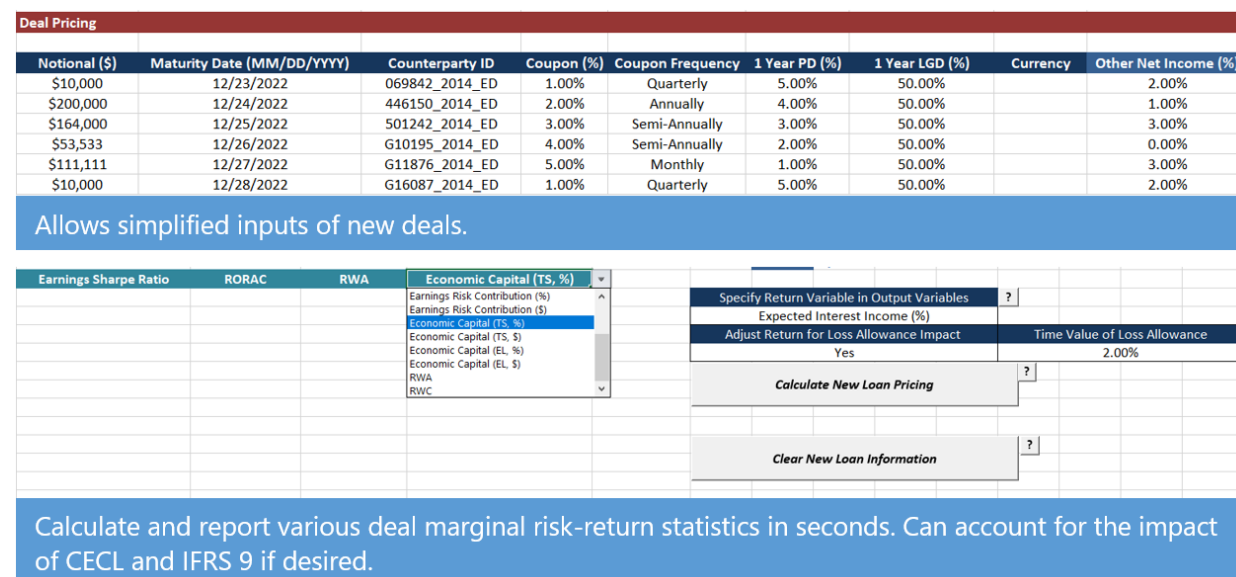 Deal Pricing
Notional ($) Maturity Date (MM/DD/YYYY) Counterparty ID Coupon (%) Coupon Frequency 1 Year PD (%) 1 Year LGD (%) Currency Other Net Income (%)
$10,000 12/23/2022 069842_2014_ED 1.00% Quarterly 5.00% 50.00% 2.00%
$200,000 12/24/2022 446150_2014_ED 2.00% Annually 4.00% 50.00% 1.00%
$164,000 12/25/2022 501242_2014_ED 3.00% Semi-Annually 3.00% 50.00% 3.00%
$53,533 12/26/2022 G10195_2014_ED 4.00% Semi-Annually 2.00% 50.00% 0.00%
$111,111 12/27/2022 G11876_2014_ED 5.00% Monthly 1.00% 50.00% 3.00%
$10,000 12/28/2022 G16087_2014_ED 1.00% Quarterly 5.00% 50.00% 2.00%
Allows simplified inputs of new deals.
Earnings Sharpe Ratio RORAC RWA Economic Capital (TS, %)
Earnings Risk Contribution (%)
Earnings Risk Contribution ($)
Economic Capital (TS, %)
Economic Capital (TS, $)
Economic Capital (EL, %)
Economic Capital (EL, $)
RWA
RWC
Specify Return Variable in Output Variables ?
Expected Interest Income (%)
Adjust Return for Loss Allowance Impact Time Value of Loss Allowance
Yes 2.00%
Calculate New Loan Pricing ?
Clear New Loan Information ?
Calculate and report various deal marginal risk-return statistics in seconds. Can account for the impact
of CECL and IFRS 9 if desired.